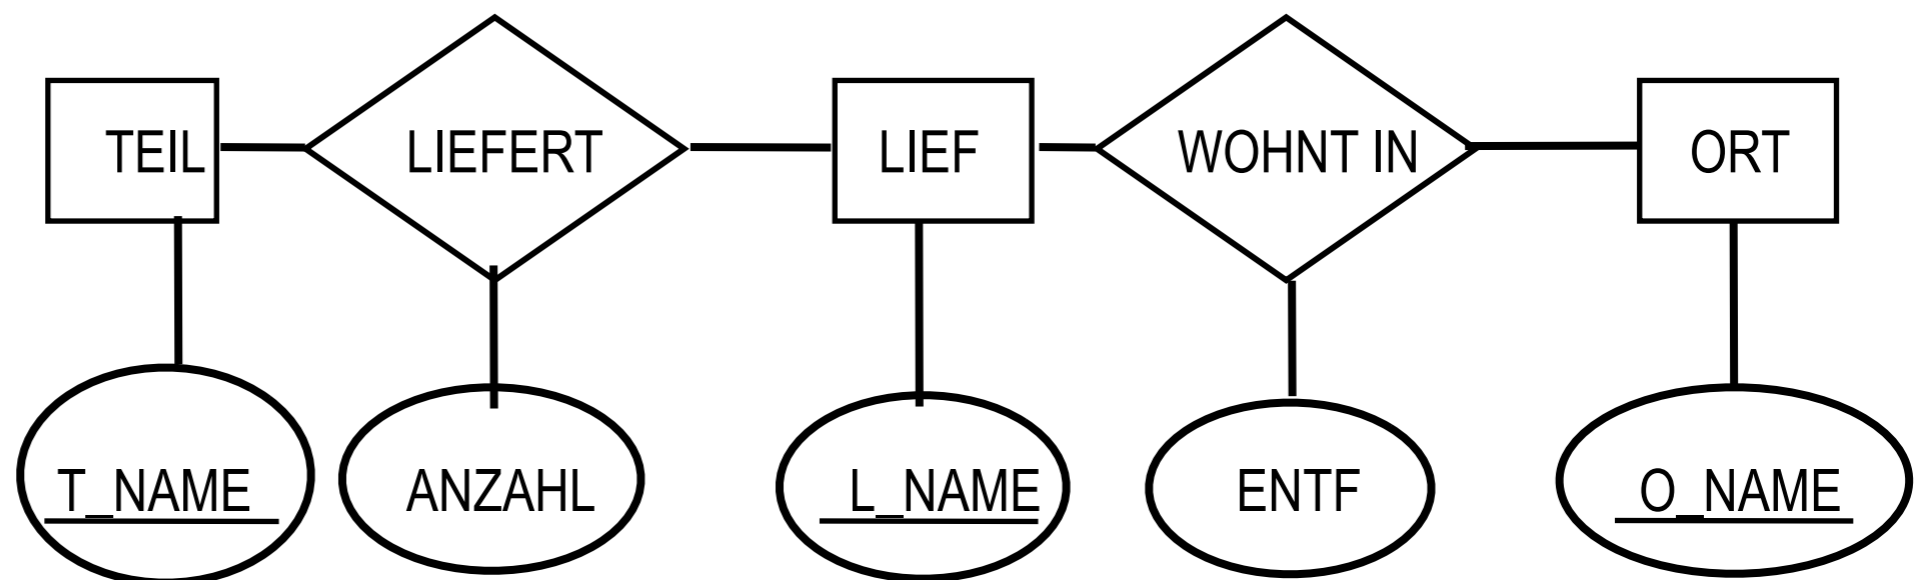 TEIL LIEFERT LIEF WOHNT IN ORT
T_NAME ANZAHL L_NAME ENTF O_NAME